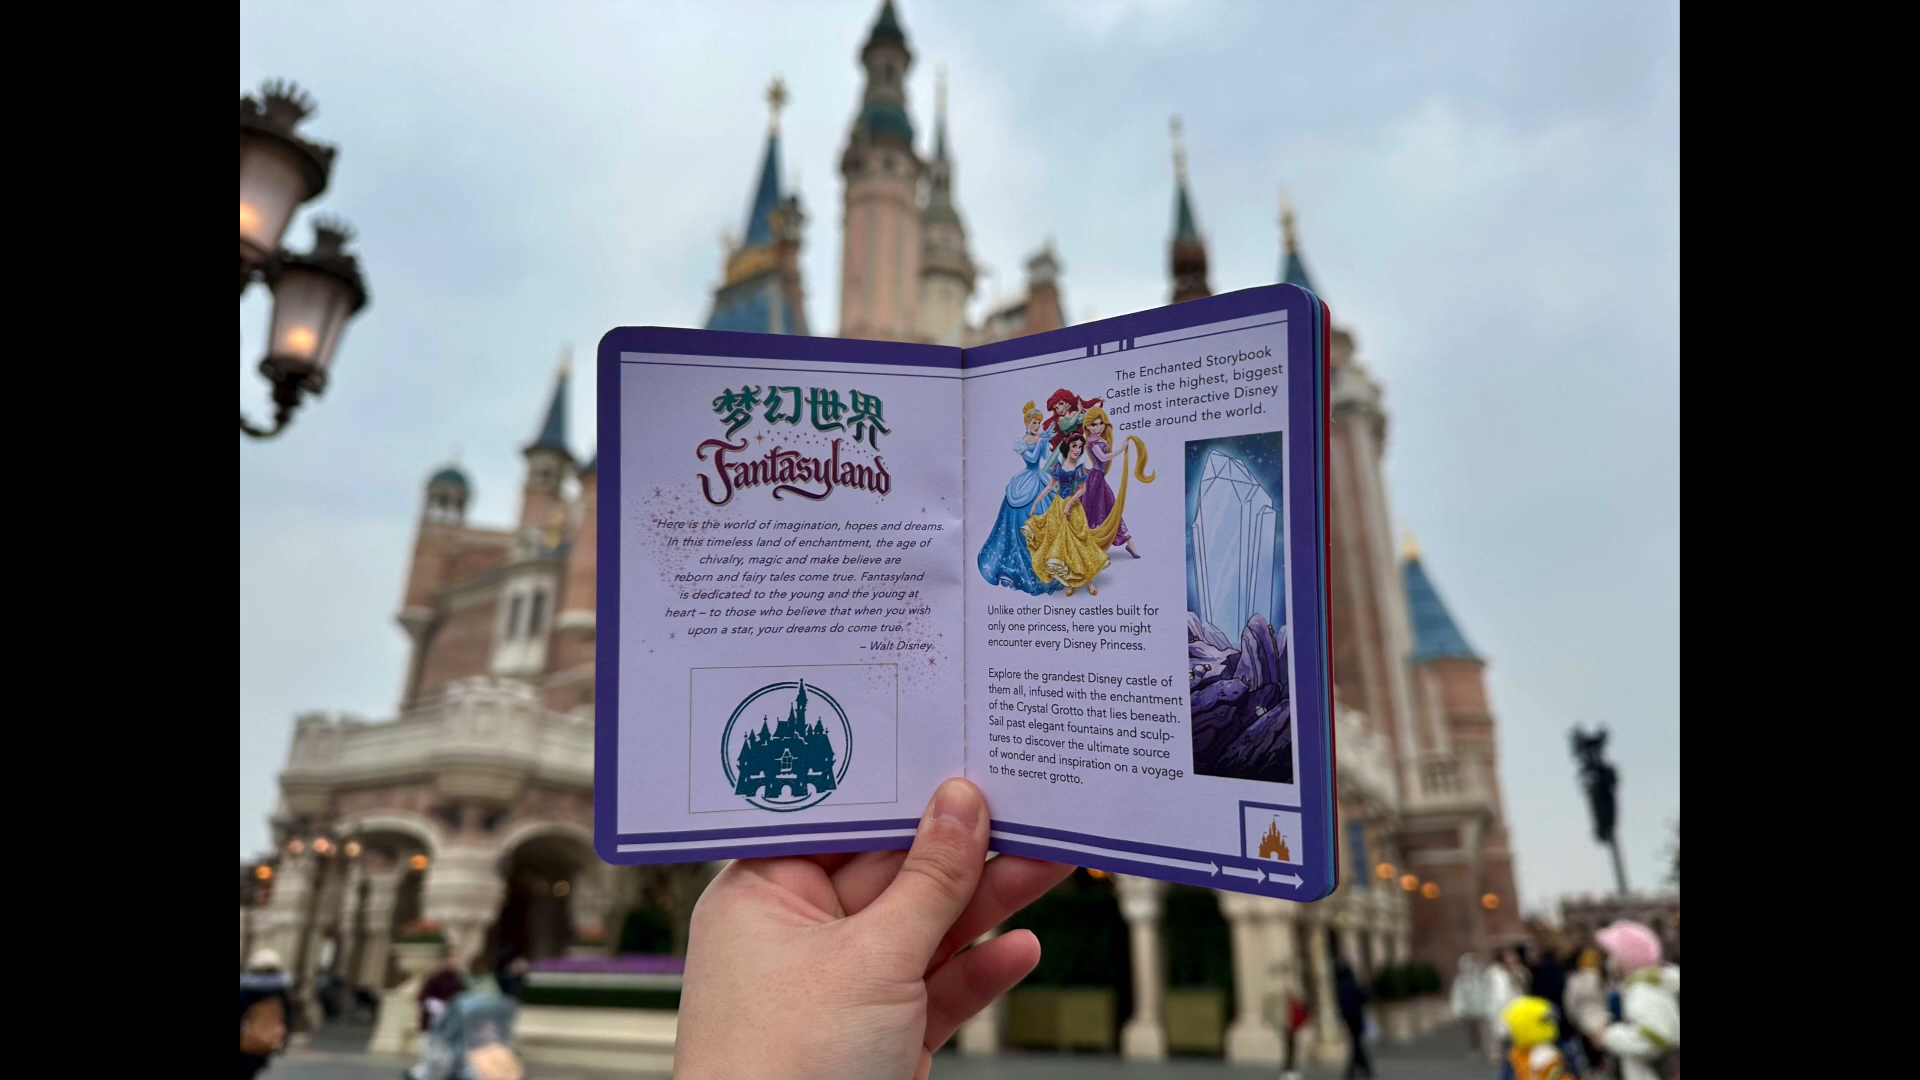 梦幻世界
Fantasyland
"Here is the world of imagination, hopes and dreams.
In this timeless land of enchantment, the age of
chivalry, magic and make believe are
reborn and fairy tales come true. Fantasyland
is dedicated to the young and the young at
heart – to those who believe that when you wish
upon a star, your dreams do come true."
– Walt Disney
The Enchanted Storybook
Castle is the highest, biggest
and most interactive Disney
castle around the world.
Unlike other Disney castles built for
only one princess, here you might
encounter every Disney Princess.
Explore the grandest Disney castle of
them all, infused with the enchantment
of the Crystal Grotto that lies beneath.
Sail past elegant fountains and sculp-
tures to discover the ultimate source
of wonder and inspiration on a voyage
to the secret grotto.